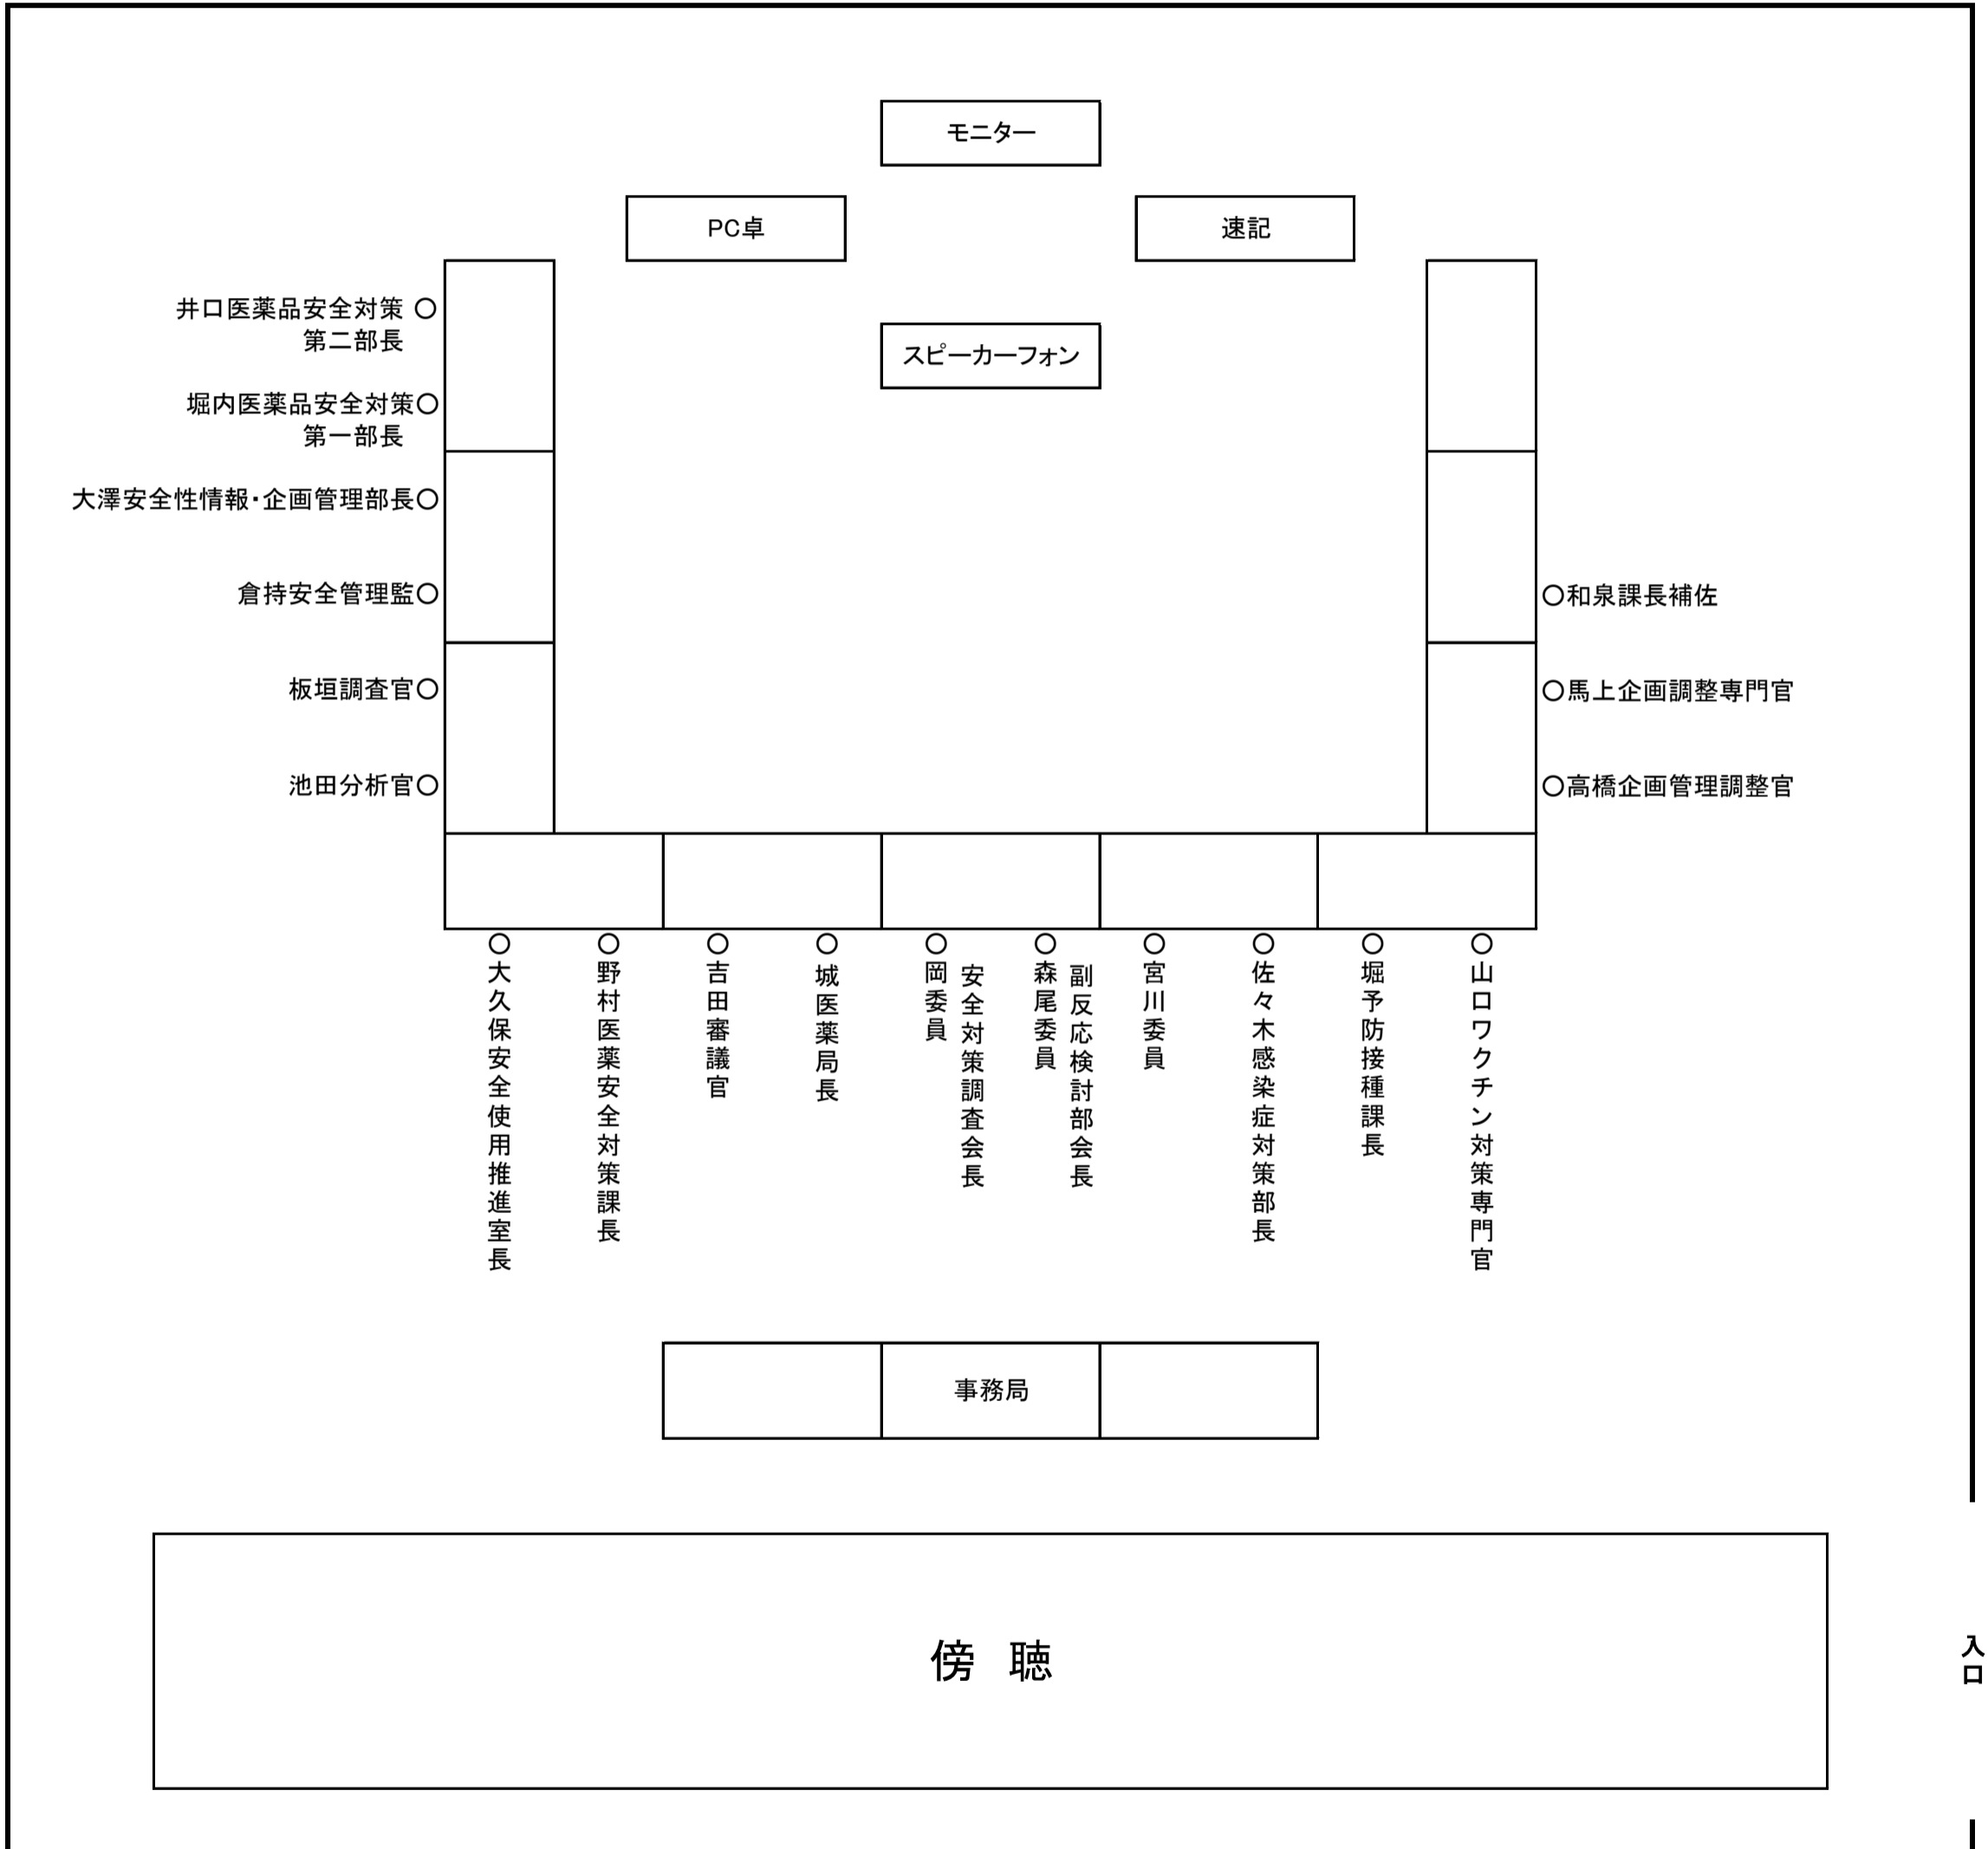 モニター
PC卓
速記
スピーカーフォン
井口医薬品安全対策
第二部長 ○
堀内医薬品安全対策○
第一部長
大澤安全性情報・企画管理部長○
倉持安全管理監○
板垣調査官○
池田分析官○
○和泉課長補佐
○馬上企画調整専門官
○高橋企画管理調整官
○大久保安全使用推進室長
○野村医薬安全対策課長
○吉田審議官
○城医薬局長
○岡委員
安全対策調査会長
○森尾委員
副反応検討部会長
○宮川委員
○佐々木感染症対策部長
○堀予防接種課長
○山口ワクチン対策専門官
事務局
傍 聴
入口